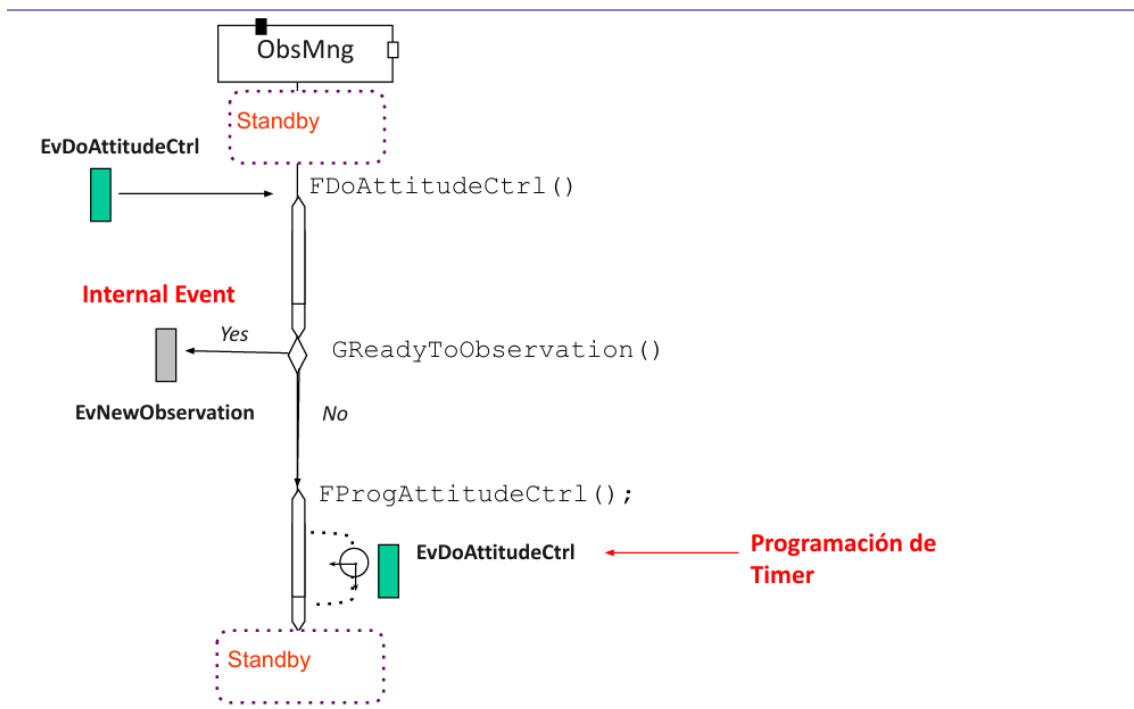 ObsMng
Standby
EvDoAttitudeCtrl
FDoAttitudeCtrl()
Internal Event
Yes
GReadyToObservation()
EvNewObservation
No
FProgAttitudeCtrl();
EvDoAttitudeCtrl
Programación de
Timer
Standby